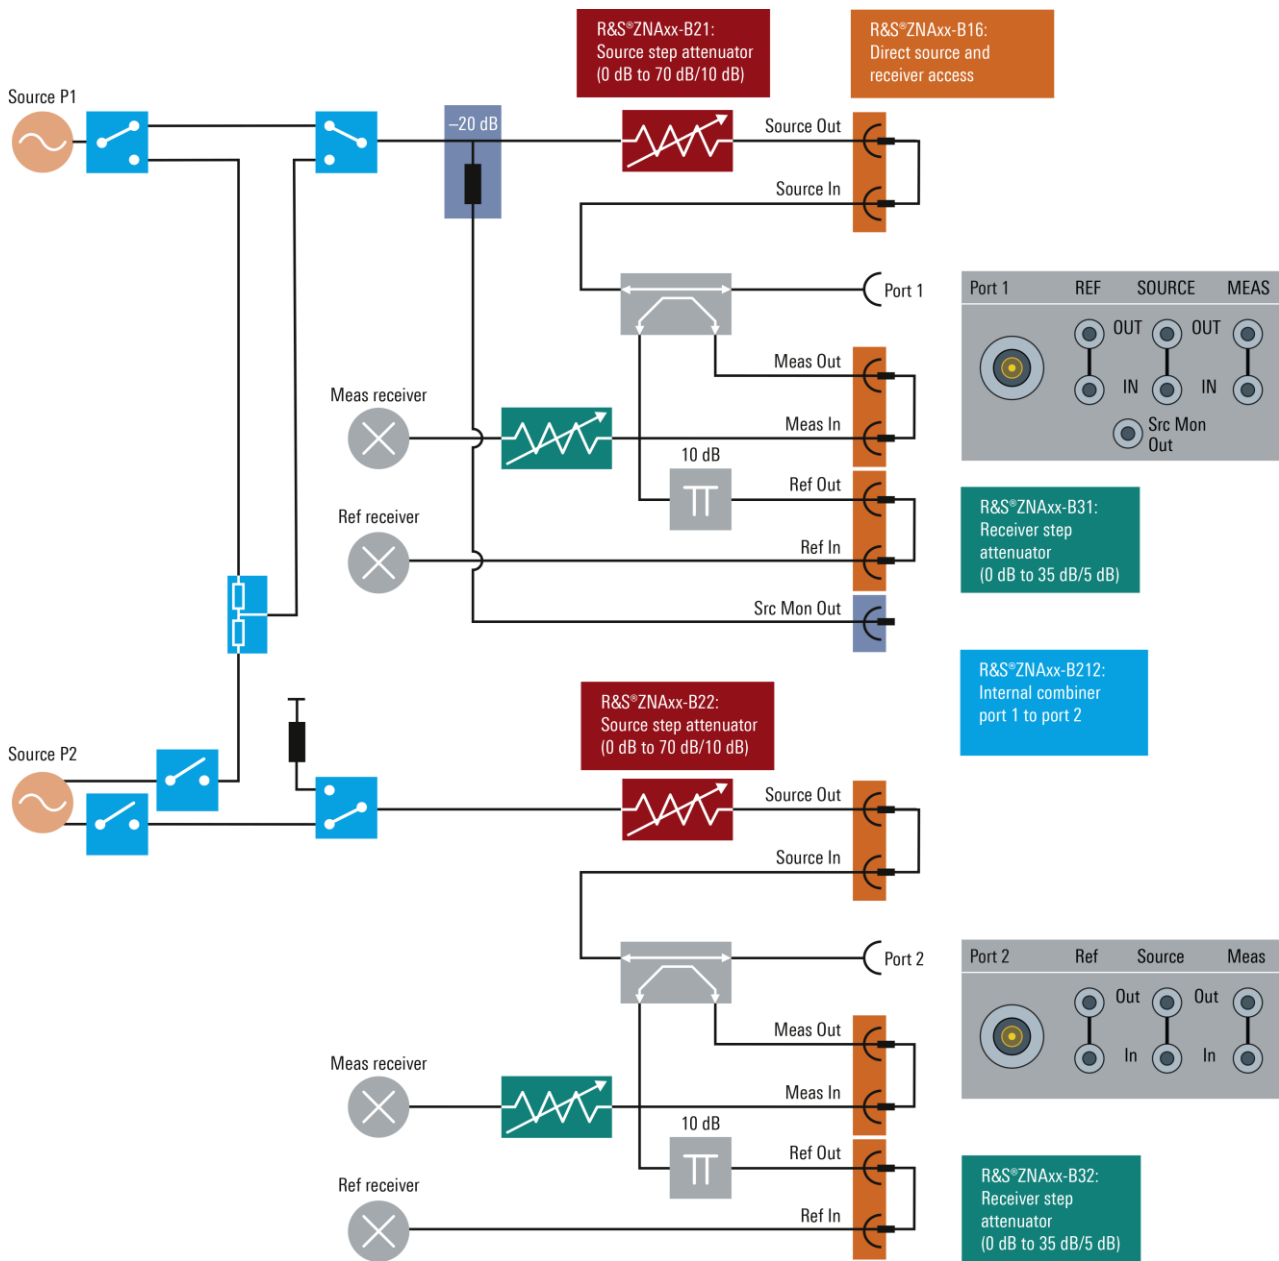 R&S®ZNAxx-B21:
Source step attenuator
(0 dB to 70 dB/10 dB)
R&S®ZNAxx-B16:
Direct source and
receiver access
Source P1
–20 dB
Source Out
Source In
Port 1
Port 1 REF SOURCE MEAS
OUT OUT
IN IN
Src Mon
Out
Meas Out
Meas receiver
Meas In
10 dB
Ref Out
Ref receiver
Ref In
R&S®ZNAxx-B31:
Receiver step
attenuator
(0 dB to 35 dB/5 dB)
Src Mon Out
R&S®ZNAxx-B212:
Internal combiner
port 1 to port 2
R&S®ZNAxx-B22:
Source step attenuator
(0 dB to 70 dB/10 dB)
Source P2
Source Out
Source In
Port 2
Port 2 Ref Source Meas
Out Out
In In
Meas Out
Meas receiver
Meas In
10 dB
Ref Out
Ref receiver
Ref In
R&S®ZNAxx-B32:
Receiver step
attenuator
(0 dB to 35 dB/5 dB)